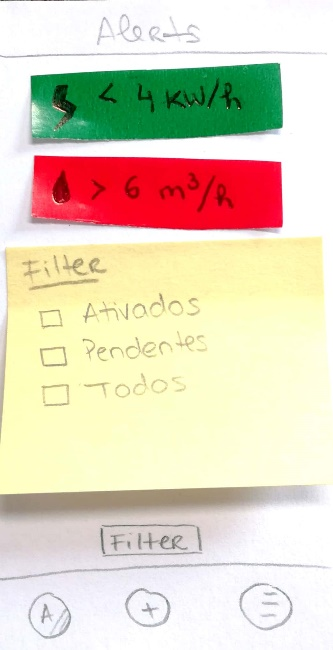 Alerts
< 4 KW/h
> 6 m³/h
Filter
Ativados
Pendentes
Todos
Filter
A +